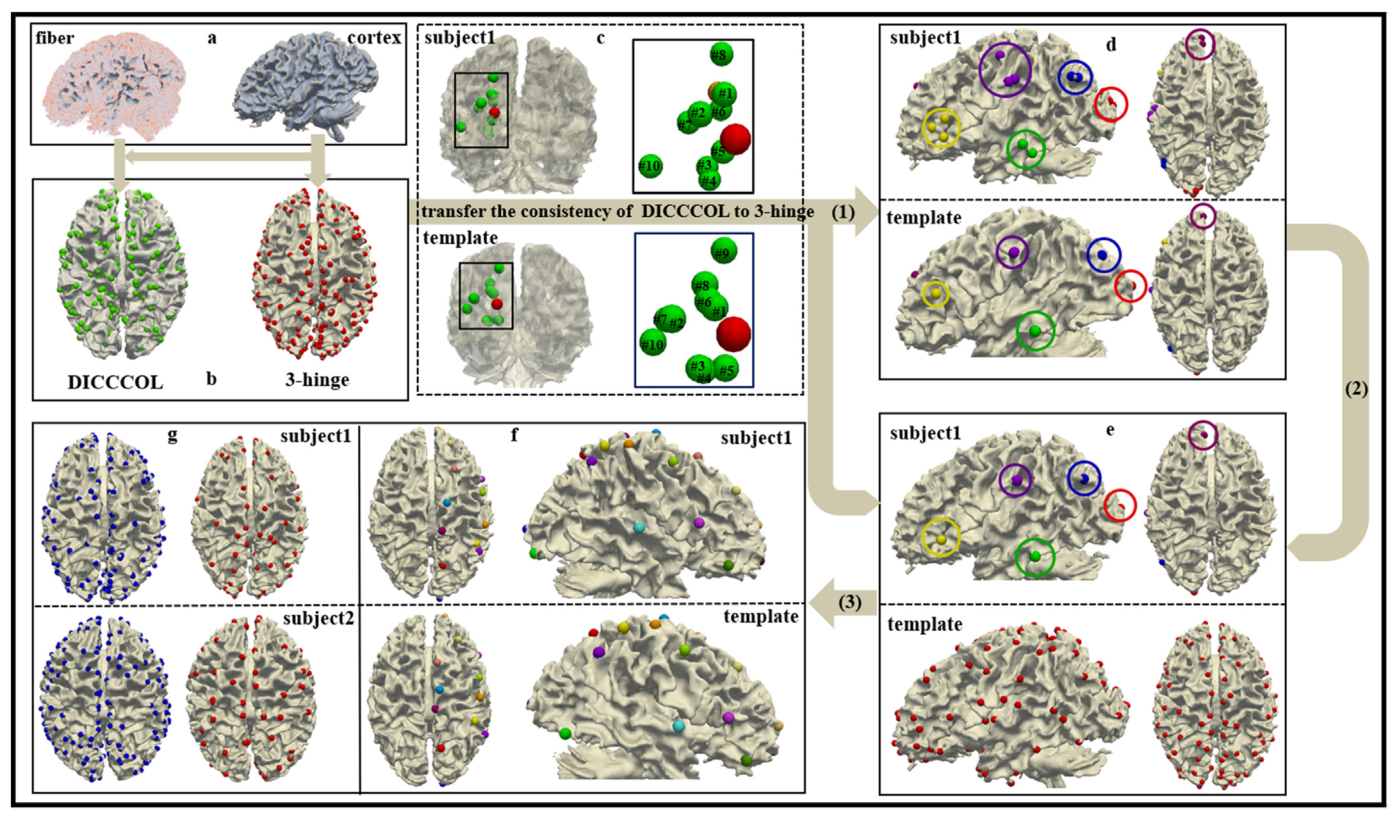 fiber a cortex
DICCCOL b 3-hinge
subject1 c
#8
#1
#2 #6
#7
#5
#10 #3
#4
transfer the consistency of DICCCOL to 3-hinge (1)
template
#9
#8
#6 #1
#7 #2
#10
#3 #5
#4
subject1 d
template
(2)
subject1 e
template
(3)
g subject1
subject2
f subject1
template